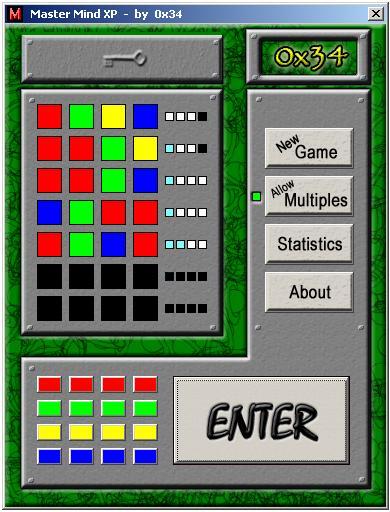 Master Mind XP - by 0x34
0x34
New
Game
Allow
Multiples
Statistics
About
ENTER